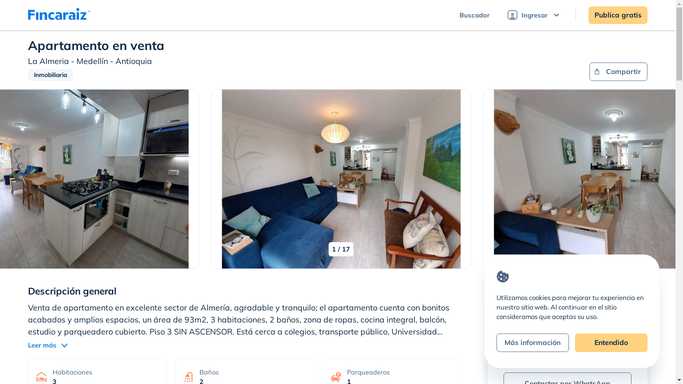 Fincaraiz
Buscador
Ingresar
Publica gratis
Apartamento en venta
La Almeria - Medellín - Antioquia
Inmobiliaria
Compartir
1 / 17
Descripción general
Venta de apartamento en excelente sector de Almería, agradable y tranquilo; el apartamento cuenta con bonitos
acabados y amplios espacios, un área de 93m2, 3 habitaciones, 2 baños, zona de ropas, cocina integral, balcón,
estudio y parqueadero cubierto. Piso 3 SIN ASCENSOR. Está cerca a colegios, transporte público, Universidad...
Leer más
Habitaciones
3
Baños
2
Parqueaderos
1
Utilizamos cookies para mejorar tu experiencia en
nuestro sitio web. Al continuar en el sitio
consideramos que aceptas su uso.
Más información
Entendido
Contactar por WhatsApp